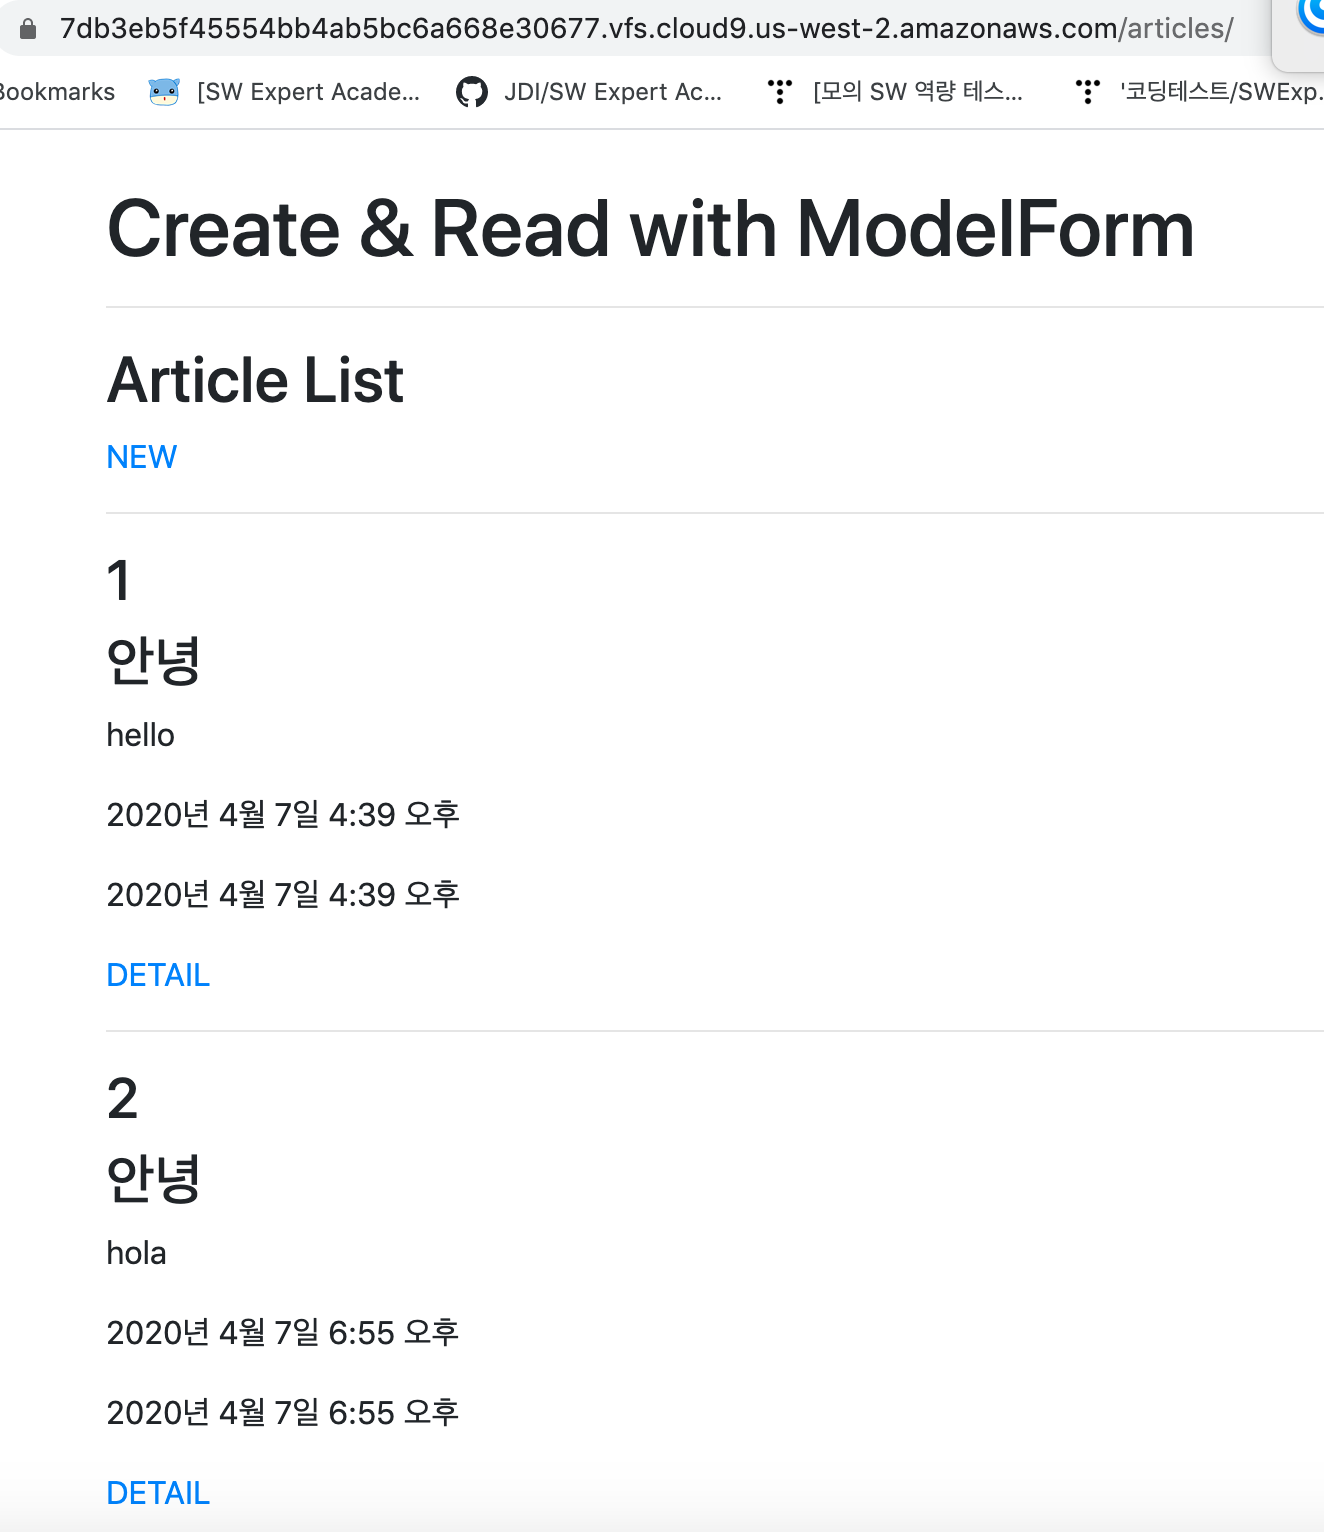 7db3eb5f45554bb4ab5bc6a668e30677.vfs.cloud9.us-west-2.amazonaws.com/articles/
Bookmarks [SW Expert Acade... JDI/SW Expert Ac... [모의 SW 역량 테스... '코딩테스트/SWExp.
Create & Read with ModelForm
Article List
NEW
1
안녕
hello
2020년 4월 7일 4:39 오후
2020년 4월 7일 4:39 오후
DETAIL
2
안녕
hola
2020년 4월 7일 6:55 오후
2020년 4월 7일 6:55 오후
DETAIL